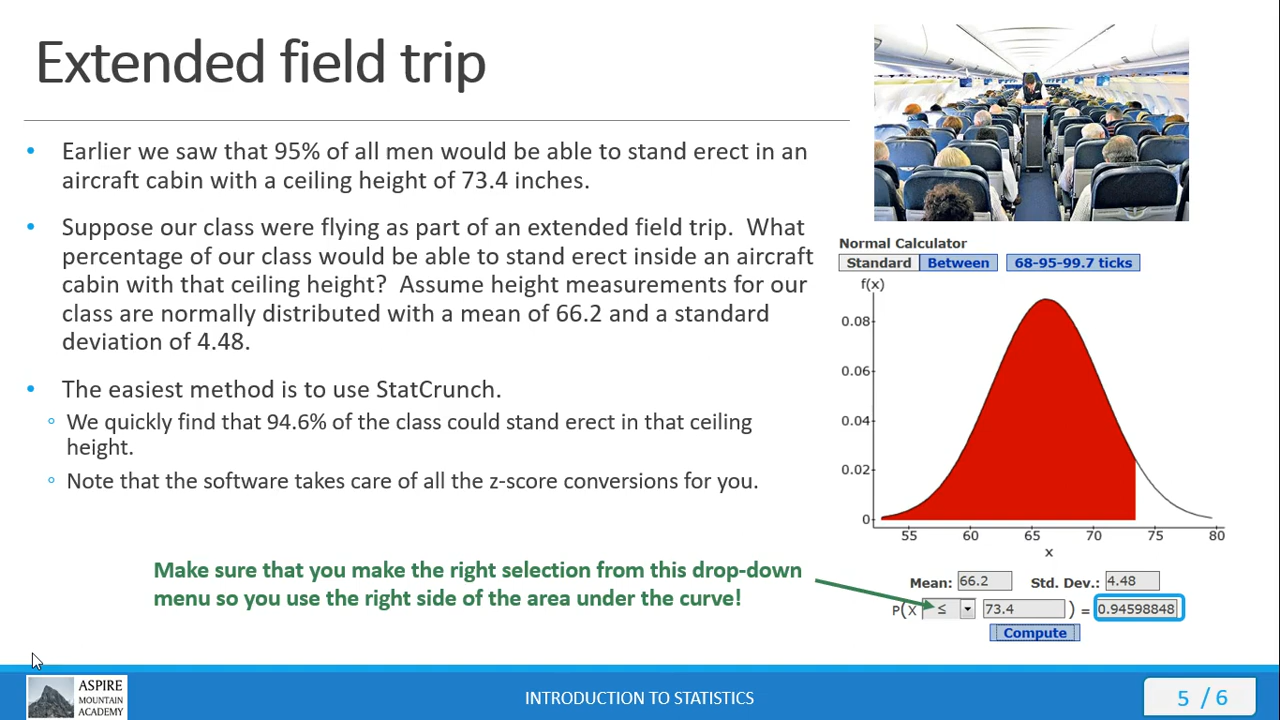 Extended field trip
• Earlier we saw that 95% of all men would be able to stand erect in an
aircraft cabin with a ceiling height of 73.4 inches.
• Suppose our class were flying as part of an extended field trip.  What
percentage of our class would be able to stand erect inside an aircraft
cabin with that ceiling height?  Assume height measurements for our
class are normally distributed with a mean of 66.2 and a standard
deviation of 4.48.
• The easiest method is to use StatCrunch.
◦ We quickly find that 94.6% of the class could stand erect in that ceiling
height.
◦ Note that the software takes care of all the z-score conversions for you.
Make sure that you make the right selection from this drop-down
menu so you use the right side of the area under the curve!
Normal Calculator
Standard Between 68-95-99.7 ticks
f(x)
0.08
0.06
0.04
0.02
0
55 60 65 70 75 80
x
Mean: 66.2 Std. Dev.: 4.48
P(X ≤ 73.4 ) = 0.94598848
Compute
ASPIRE
MOUNTAIN
ACADEMY
INTRODUCTION TO STATISTICS
5 / 6